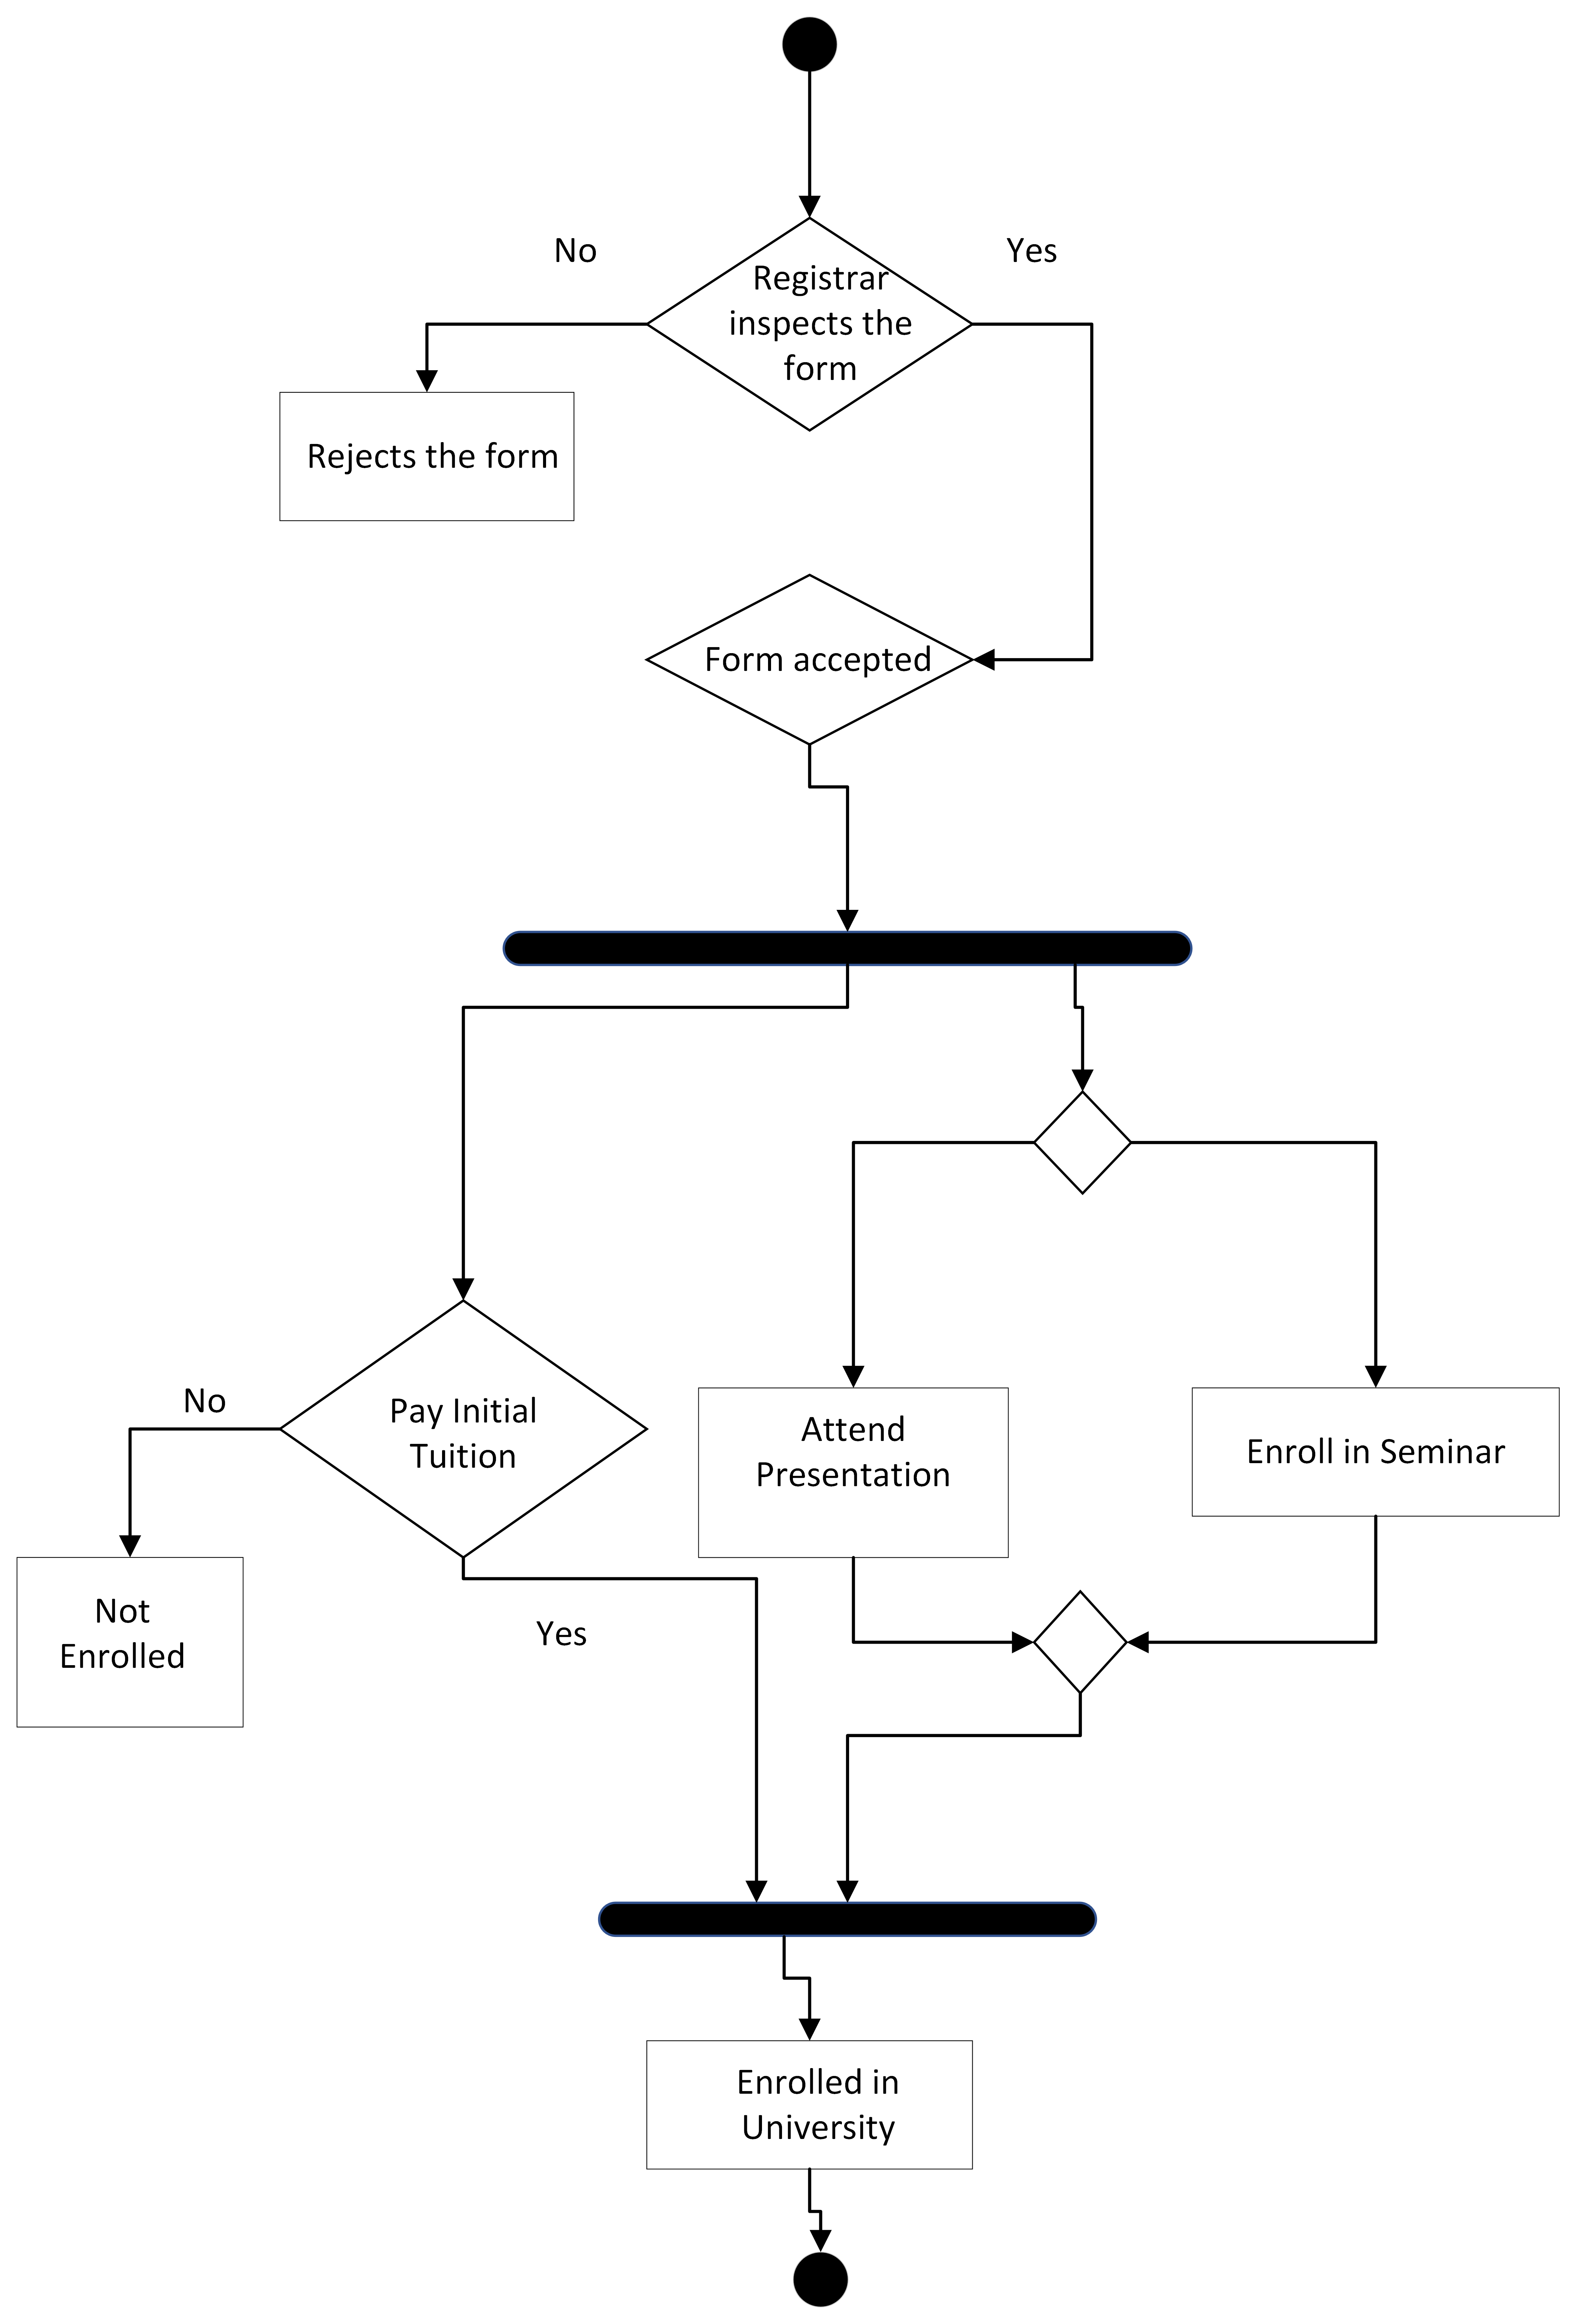 No
Yes
Registrar
inspects the
form
Rejects the form
Form accepted
No
Pay Initial
Tuition
Attend
Presentation
Enroll in Seminar
Not
Enrolled
Yes
Enrolled in
University